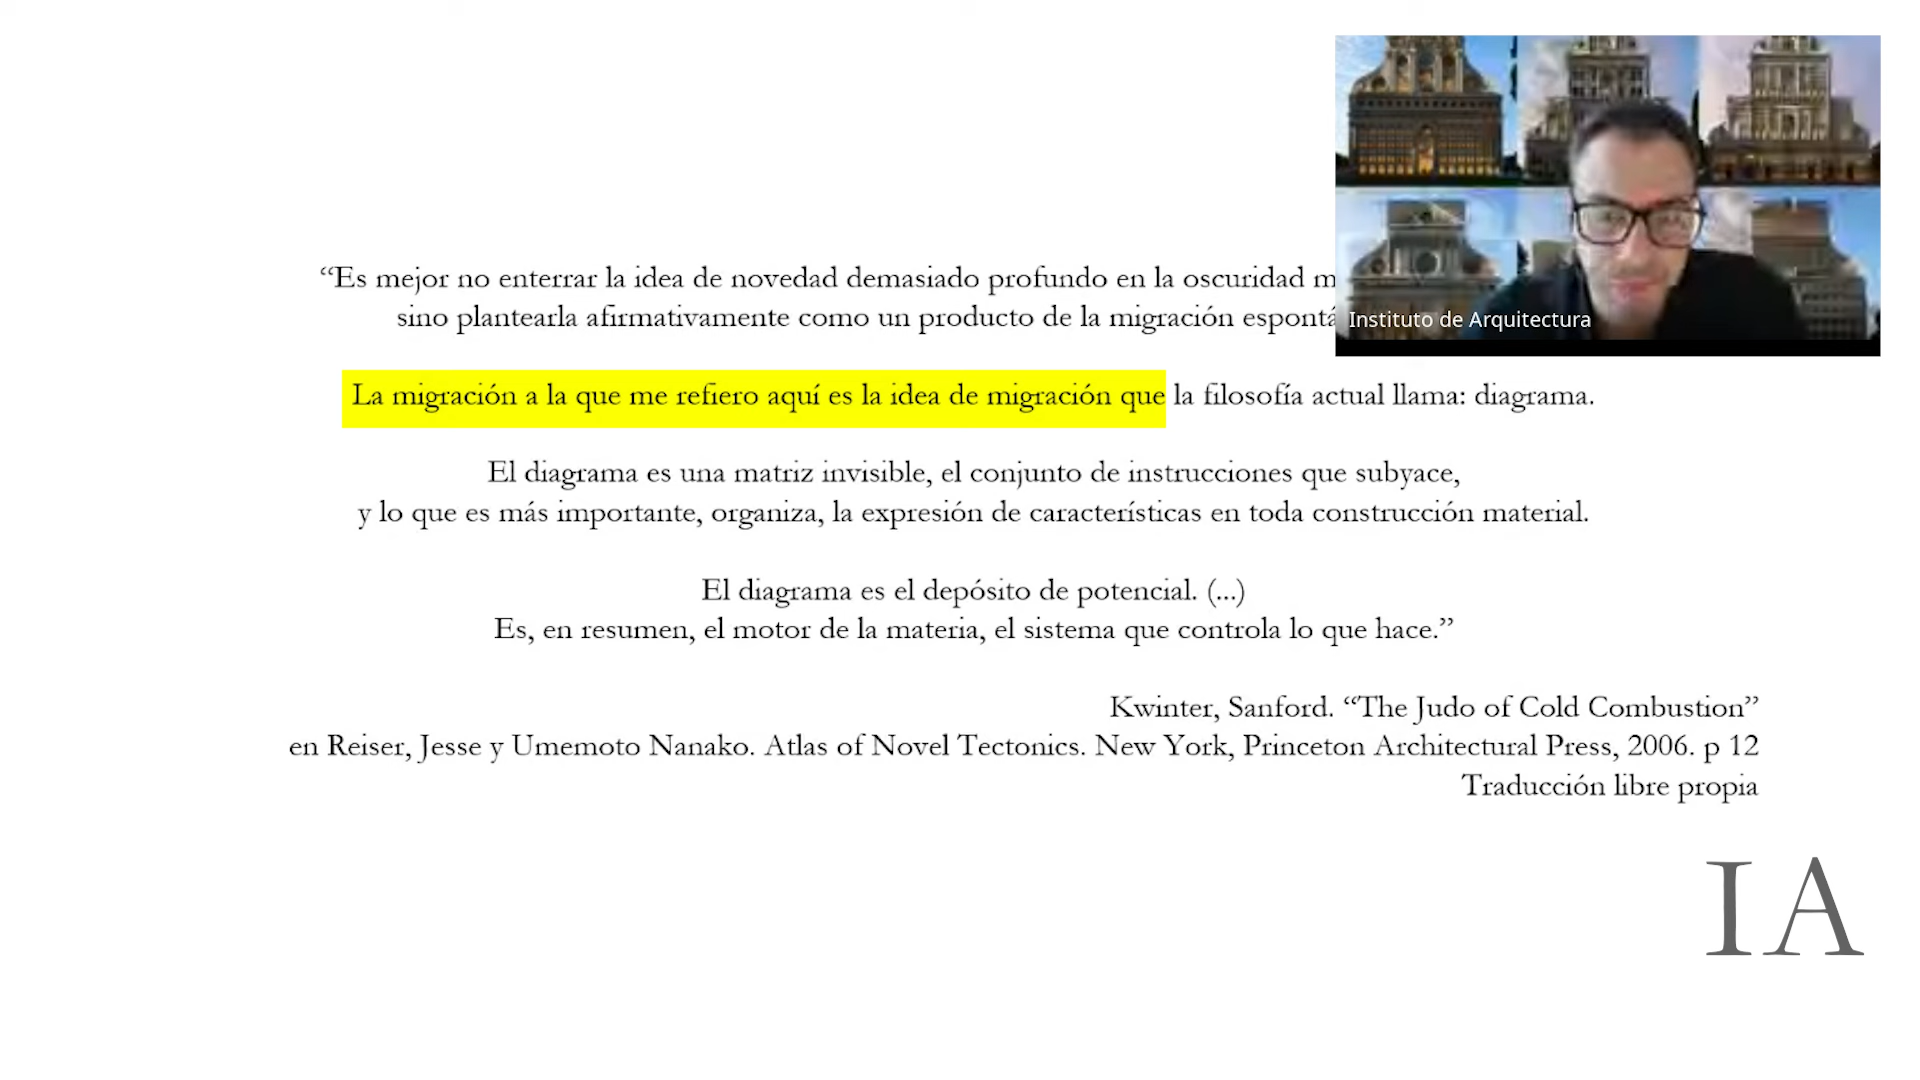 “Es mejor no enterrar la idea de novedad demasiado profundo en la oscuridad
sino plantearla afirmativamente como un producto de la migración
Instituto de Arquitectura
La migración a la que me refiero aquí es la idea de migración que la filosofía actual llama: diagrama.
El diagrama es una matriz invisible, el conjunto de instrucciones que subyace,
y lo que es más importante, organiza, la expresión de características en toda construcción material.
El diagrama es el depósito de potencial. (...)
Es, en resumen, el motor de la materia, el sistema que controla lo que hace.”
Kwinter, Sanford. “The Judo of Cold Combustion”
en Reiser, Jesse y Umemoto Nanako. Atlas of Novel Tectonics. New York, Princeton Architectural Press, 2006. p 12
Traducción libre propia
IA